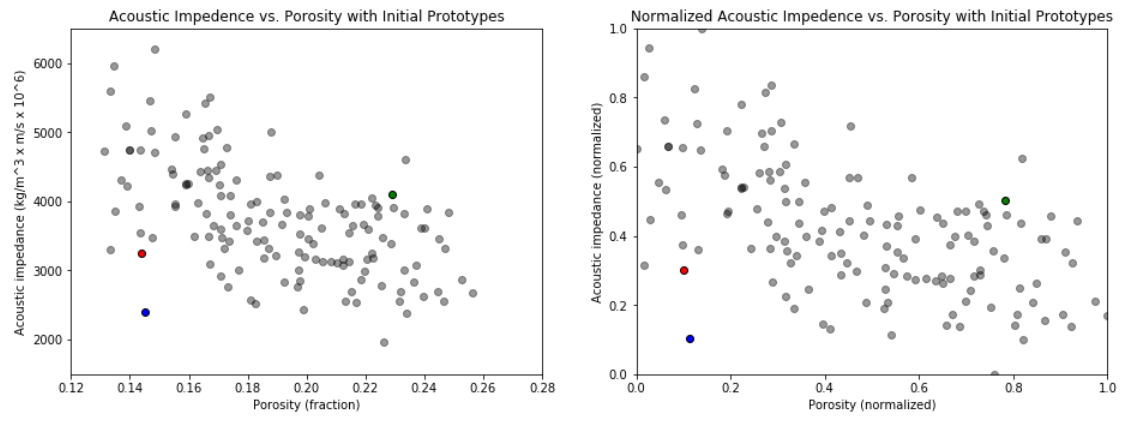 Acoustic Impedence vs. Porosity with Initial Prototypes
Acoustic impedance (kg/m^3 x m/s x 10^6)
6000
5000
4000
3000
2000
0.12 0.14 0.16 0.18 0.20 0.22 0.24 0.26 0.28
Porosity (fraction)
Normalized Acoustic Impedence vs. Porosity with Initial Prototypes
Acoustic impedance (normalized)
1.0
0.8
0.6
0.4
0.2
0.0
0.0 0.2 0.4 0.6 0.8 1.0
Porosity (normalized)